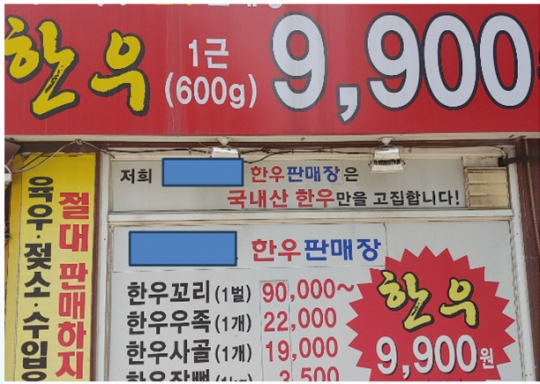 한우 1근 (600g) 9,900
저희 한우판매장은
국내산 한우만을 고집합니다!
육우·젖소·수입
절대 판매하지
한우판매장
한우꼬리 (1벌) 90,000~
한우우족 (1개) 22,000
한우사골 (1개) 19,000
3,500
한우
9,900원